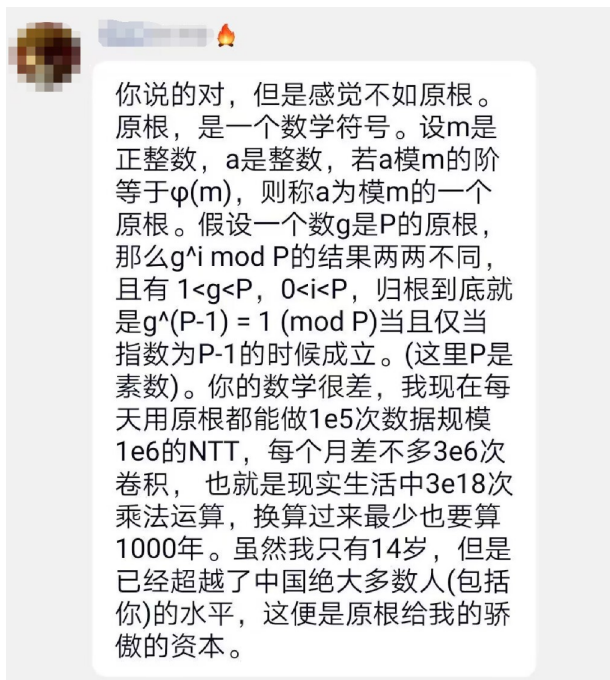 你说的对，但是感觉不如原根。
原根，是一个数学符号。设m是
正整数，a是整数，若a模m的阶
等于φ(m)，则称a为模m的一个
原根。假设一个数g是P的原根，
那么g^i mod P的结果两两不同，
且有 1<g<P，0<i<P，归根到底就
是g^(P-1) = 1 (mod P)当且仅当
指数为P-1的时候成立。(这里P是
素数)。你的数学很差，我现在每
天用原根都能做1e5次数据规模
1e6的NTT，每个月差不多3e6次
卷积， 也就是现实生活中3e18次
乘法运算，换算过来最少也要算
1000年。虽然我只有14岁，但是
已经超越了中国绝大多数人(包括
你)的水平，这便是原根给我的骄
傲的资本。